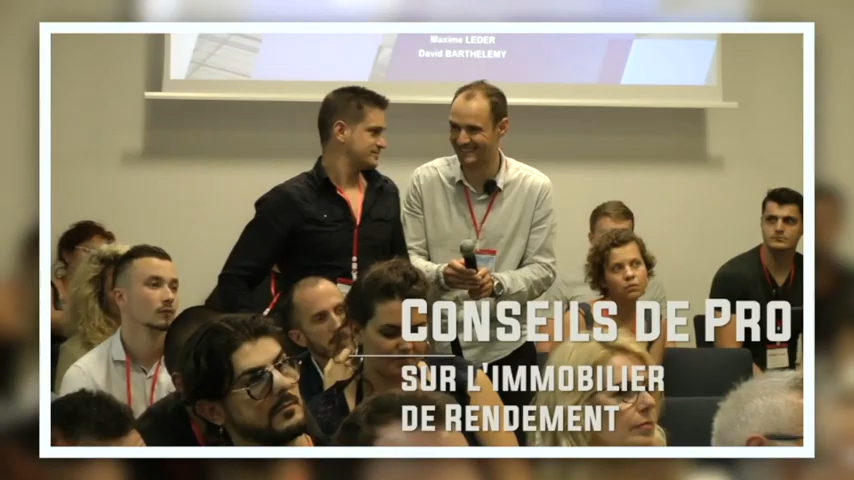 Maxime LEDER
David BARTHELEMY
CONSEILS DE PRO
SUR L'IMMOBILIER
DE RENDEMENT